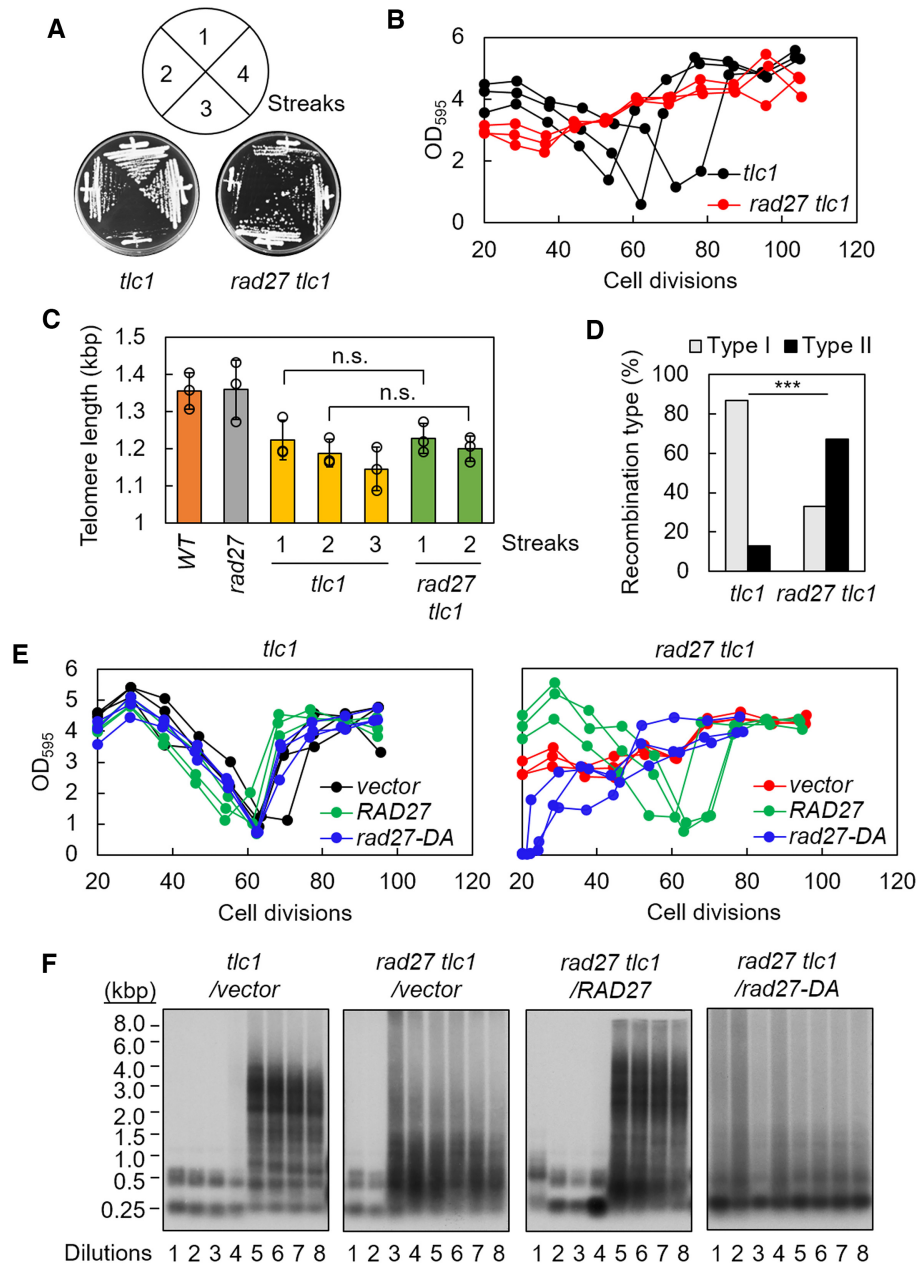 A
1
2
4
3
Streaks
tlc1
rad27 tlc1
B
OD595
6
4
2
0
20
40
60
80
100
120
Cell divisions
tlc1
rad27 tlc1
C
Telomere length (kbp)
1.5
1.4
1.3
1.2
1.1
1
n.s.
n.s.
WT
rad27
1 2 3
1 2
Streaks
tlc1
rad27
tlc1
D
Type I Type II
Recombination type (%)
100
80
60
40
20
0
***
tlc1 rad27 tlc1
E
tlc1
OD595
6
5
4
3
2
1
0
vector
RAD27
rad27-DA
20 40 60 80 100 120
Cell divisions
rad27 tlc1
vector
RAD27
rad27-DA
20 40 60 80 100 120
Cell divisions
F
tlc1
/vector
rad27 tlc1
/vector
rad27 tlc1
/RAD27
rad27 tlc1
/rad27-DA
(kbp)
8.0
6.0
4.0
3.0
2.0
1.5
1.0
0.5
0.25
Dilutions 1 2 3 4 5 6 7 8 1 2 3 4 5 6 7 8 1 2 3 4 5 6 7 8 1 2 3 4 5 6 7 8